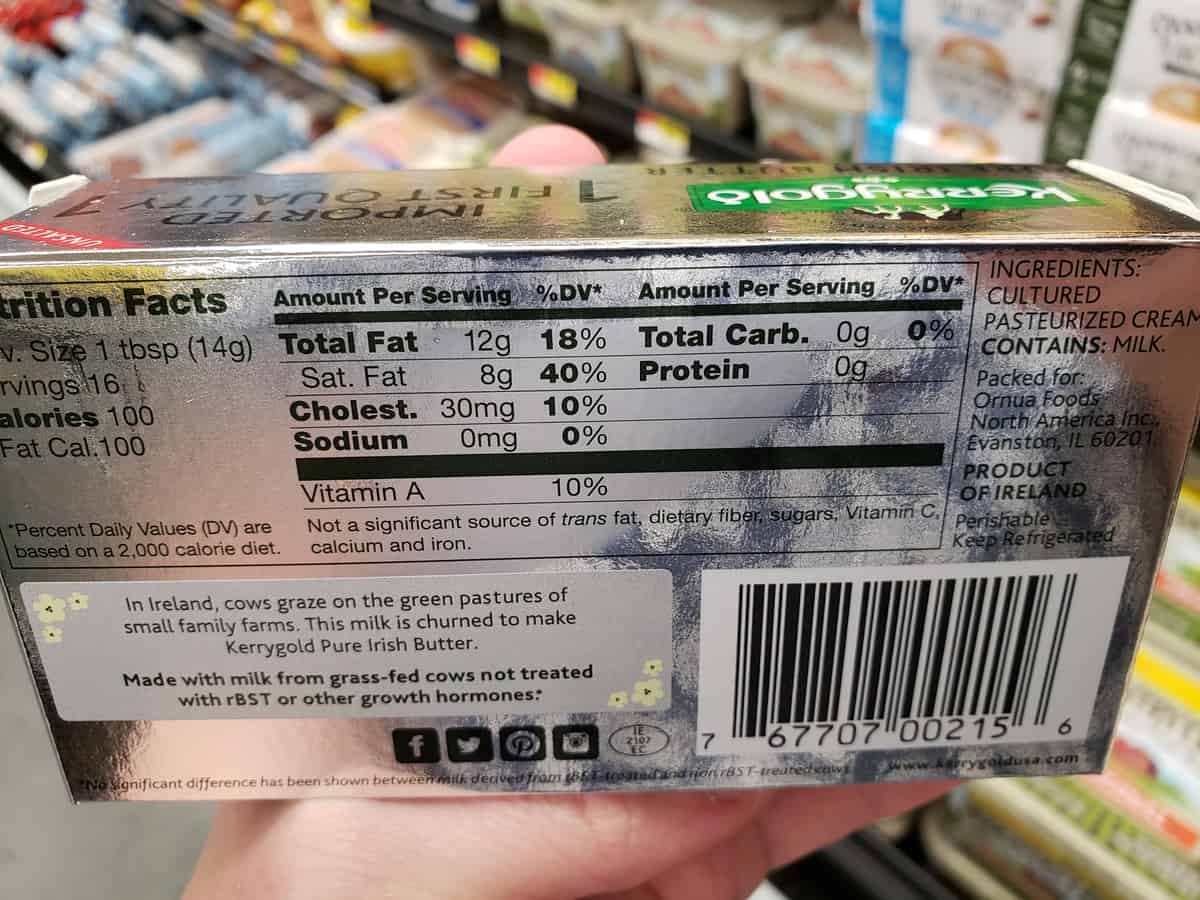 UNSALTED
IMPORTED
1 FIRST QUALITY 1
BUTTER
Kerrygold
trition Facts
v. Size 1 tbsp (14g)
rvings 16
alories 100
Fat Cal.100
*Percent Daily Values (DV) are
based on a 2,000 calorie diet.
Amount Per Serving %DV* Amount Per Serving %DV*
Total Fat 12g 18% Total Carb. 0g 0%
Sat. Fat 8g 40% Protein 0g
Cholest. 30mg 10%
Sodium 0mg 0%
Vitamin A 10%
Not a significant source of trans fat, dietary fiber, sugars, Vitamin C,
calcium and iron.
INGREDIENTS:
CULTURED
PASTEURIZED CREAM
CONTAINS: MILK.
Packed for:
Ornua Foods
North America Inc.,
Evanston, IL 60201
PRODUCT
OF IRELAND
Perishable
Keep Refrigerated
In Ireland, cows graze on the green pastures of
small family farms. This milk is churned to make
Kerrygold Pure Irish Butter.
Made with milk from grass-fed cows not treated
with rBST or other growth hormones.*
IE
2107
EC
7 67707 00215 6
*No significant difference has been shown between milk derived from rBST-treated and non rBST-treated cows.
www.kerrygoldusa.com